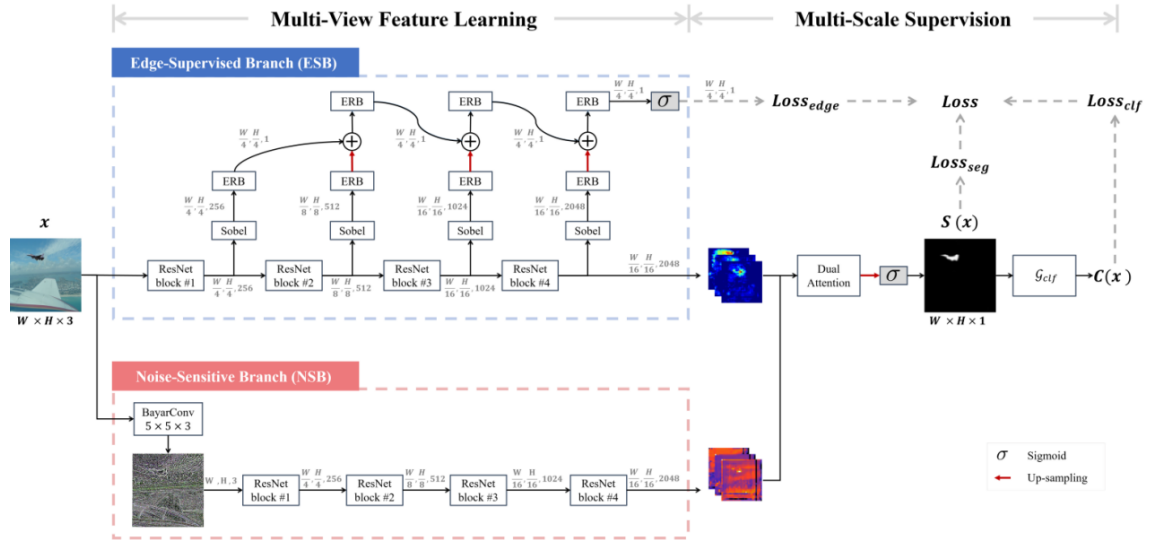 Multi-View Feature Learning
Multi-Scale Supervision
Edge-Supervised Branch (ESB)
ERB
ERB
ERB
W/4, H/4, 1
σ
W/4, H/4, 1
Loss_edge
Loss
Loss_clf
W/4, H/4, 1
+
W/4, H/4, 1
+
W/4, H/4, 1
+
Loss_seg
ERB
ERB
ERB
ERB
W/4, H/4, 256
W/8, H/8, 512
W/16, H/16, 1024
W/16, H/16, 2048
Sobel
Sobel
Sobel
Sobel
x
S(x)
ResNet
block #1
W/4, H/4, 256
ResNet
block #2
W/8, H/8, 512
ResNet
block #3
W/16, H/16, 1024
ResNet
block #4
W/16, H/16, 2048
Dual
Attention
σ
𝒢_clf
C(x)
W × H × 3
W × H × 1
Noise-Sensitive Branch (NSB)
BayarConv
5 × 5 × 3
W, H, 3
ResNet
block #1
W/4, H/4, 256
ResNet
block #2
W/8, H/8, 512
ResNet
block #3
W/16, H/16, 1024
ResNet
block #4
W/16, H/16, 2048
σ Sigmoid
Up-sampling